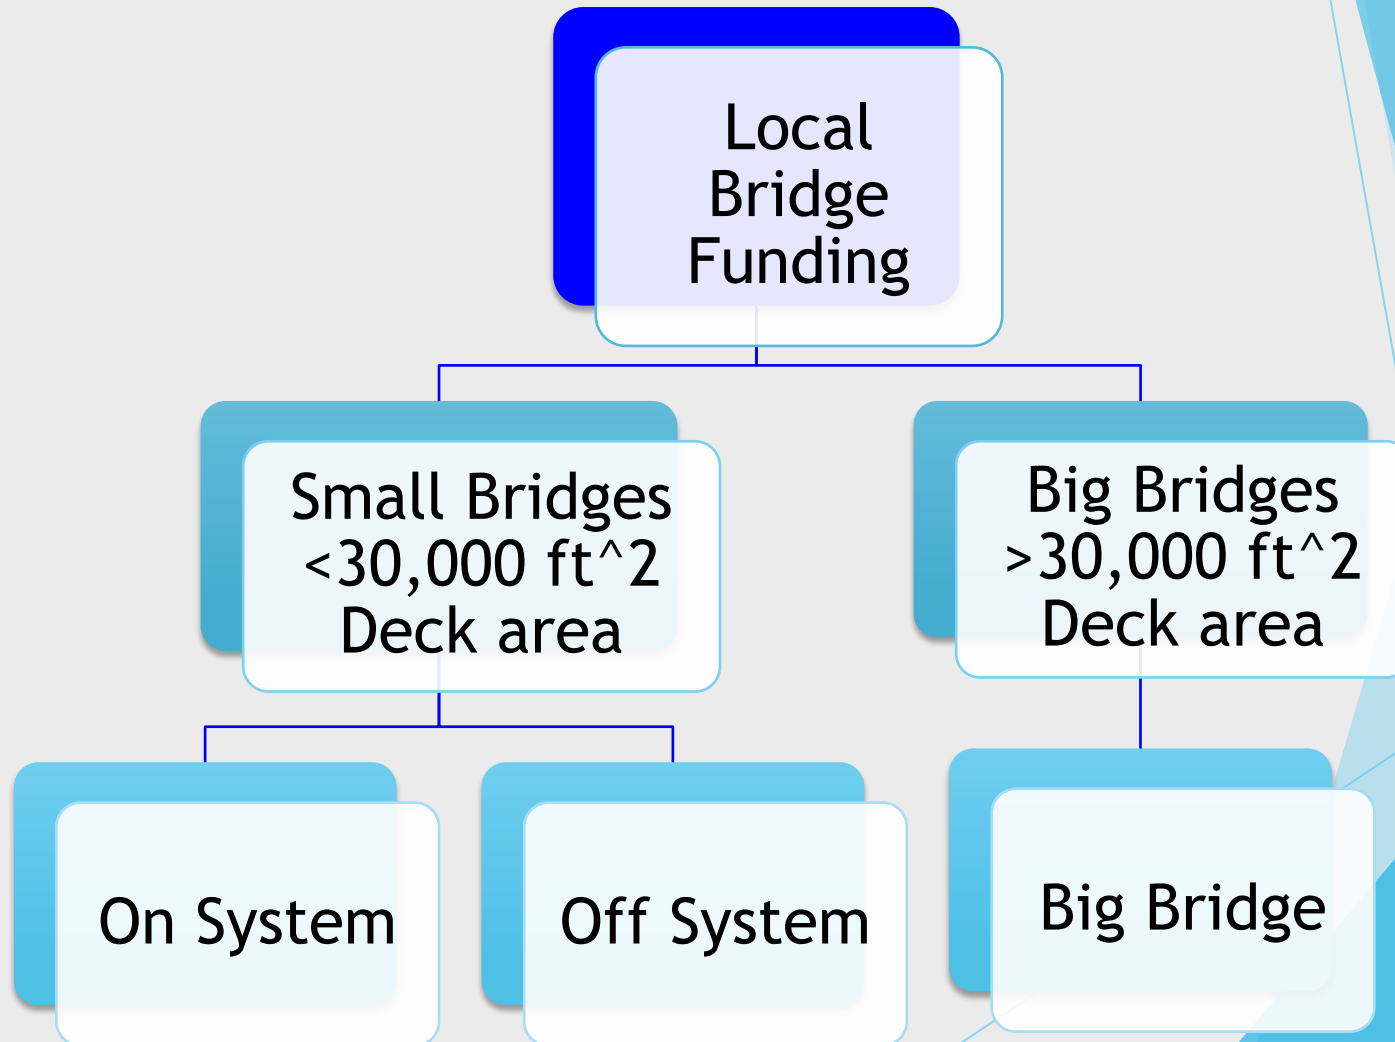 Local
Bridge
Funding
Small Bridges
<30,000 ft^2
Deck area
Big Bridges
>30,000 ft^2
Deck area
On System
Off System
Big Bridge